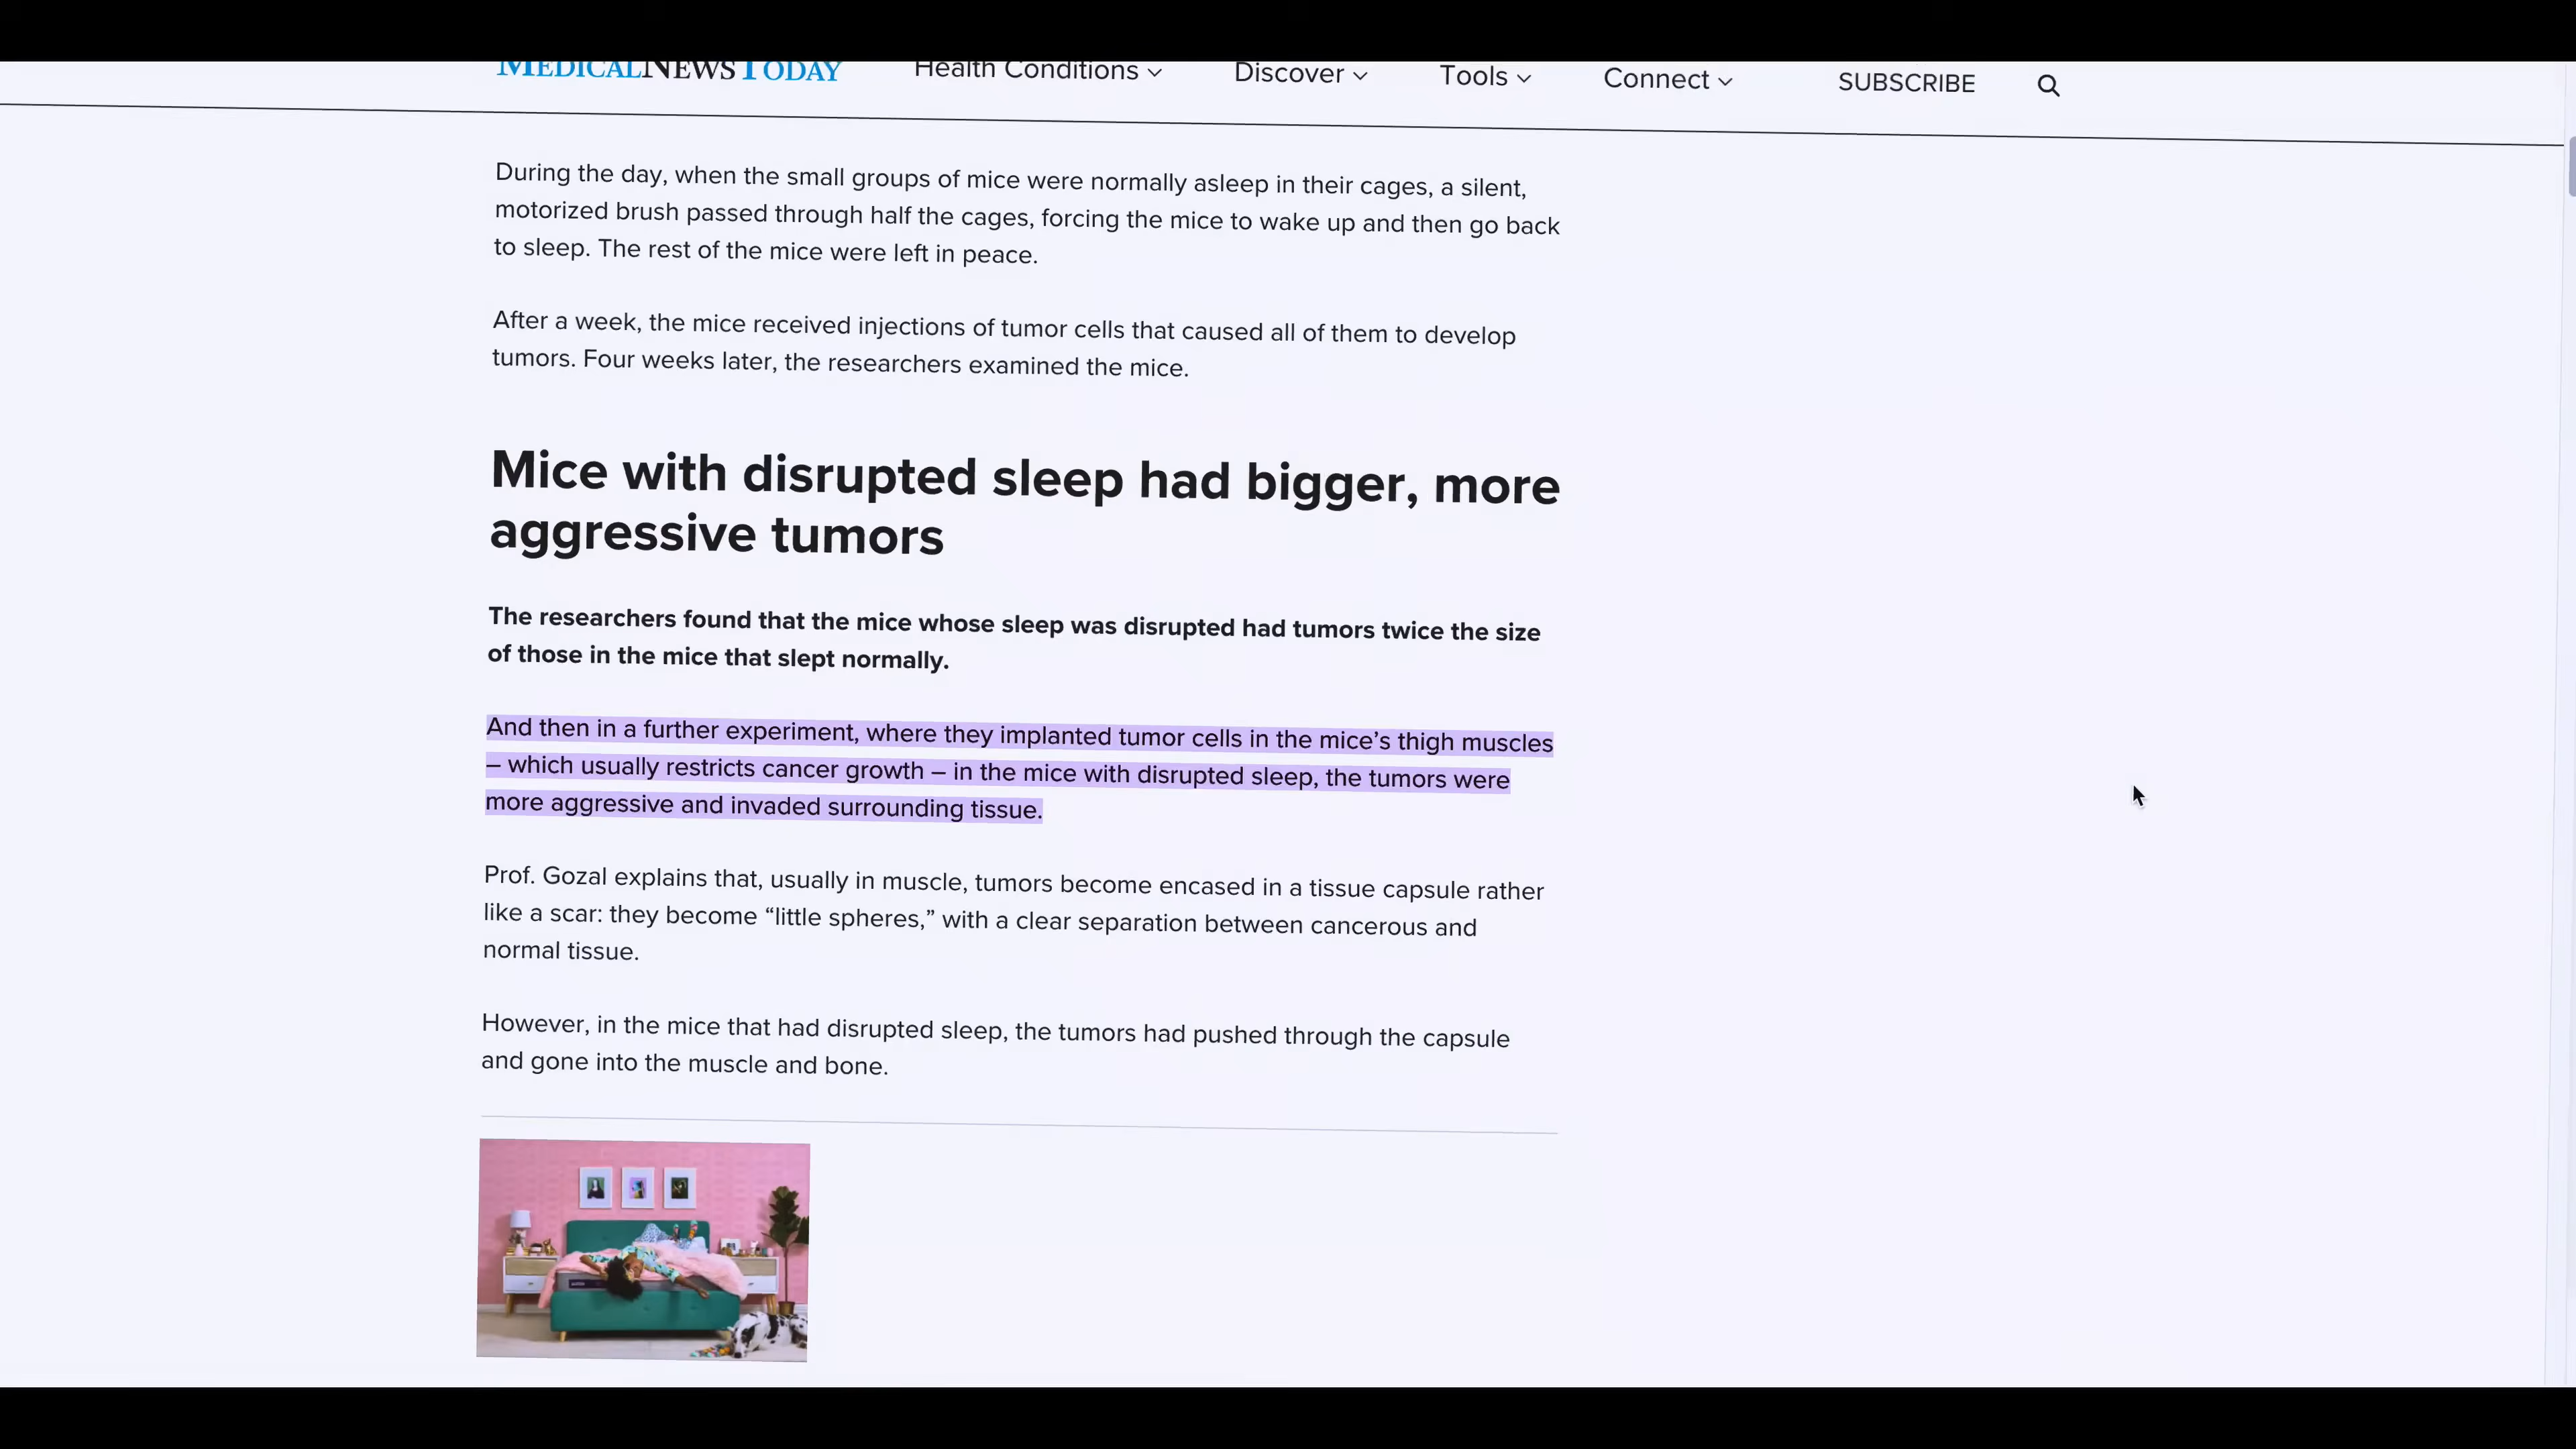 MEDICALNEWSTODAY Health Conditions Discover Tools Connect SUBSCRIBE
During the day, when the small groups of mice were normally asleep in their cages, a silent,
motorized brush passed through half the cages, forcing the mice to wake up and then go back
to sleep. The rest of the mice were left in peace.
After a week, the mice received injections of tumor cells that caused all of them to develop
tumors. Four weeks later, the researchers examined the mice.
Mice with disrupted sleep had bigger, more
aggressive tumors
The researchers found that the mice whose sleep was disrupted had tumors twice the size
of those in the mice that slept normally.
And then in a further experiment, where they implanted tumor cells in the mice’s thigh muscles
– which usually restricts cancer growth – in the mice with disrupted sleep, the tumors were
more aggressive and invaded surrounding tissue.
Prof. Gozal explains that, usually in muscle, tumors become encased in a tissue capsule rather
like a scar: they become “little spheres,” with a clear separation between cancerous and
normal tissue.
However, in the mice that had disrupted sleep, the tumors had pushed through the capsule
and gone into the muscle and bone.